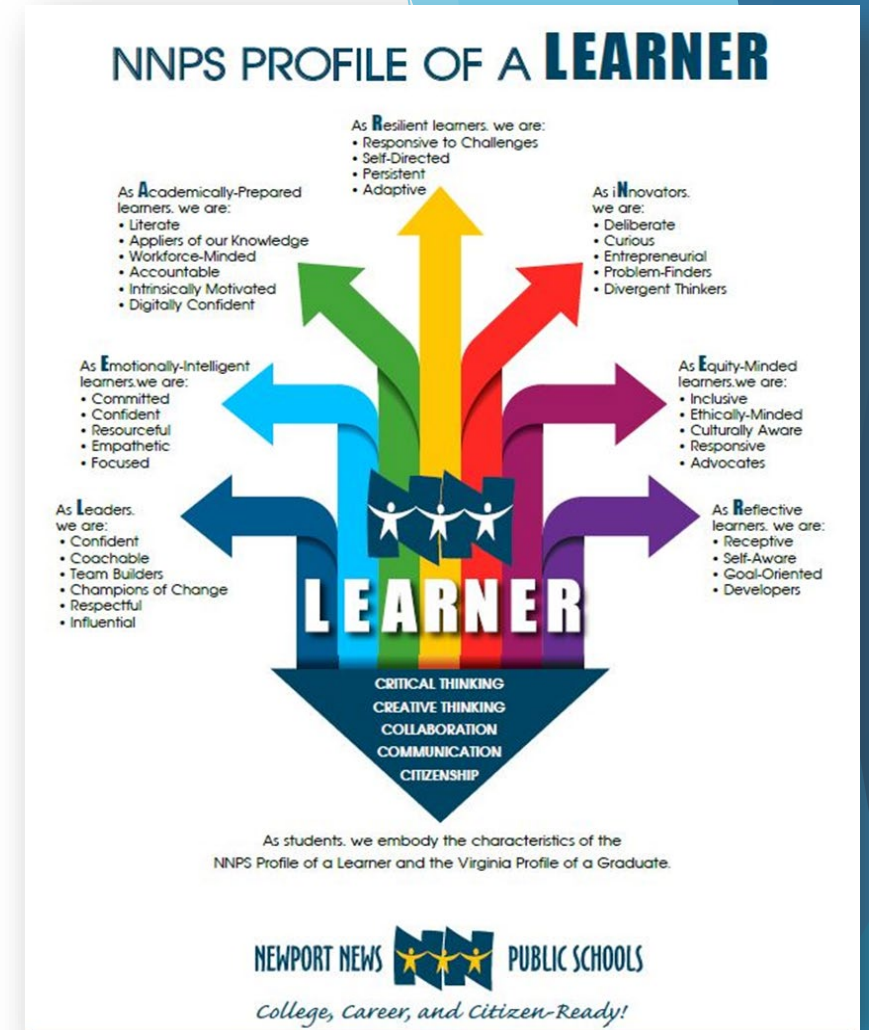 NNPS PROFILE OF A LEARNER
As Resilient learners. we are:
• Responsive to Challenges
• Self-Directed
• Persistent
• Adaptive
As Academically-Prepared
learners. we are:
• Literate
• Appliers of our Knowledge
• Workforce-Minded
• Accountable
• Intrinsically Motivated
• Digitally Confident
As iNnovators.
we are:
• Deliberate
• Curious
• Entrepreneurial
• Problem-Finders
• Divergent Thinkers
As Emotionally-Intelligent
learners.we are:
• Committed
• Confident
• Resourceful
• Empathetic
• Focused
As Equity-Minded
learners.we are:
• Inclusive
• Ethically-Minded
• Culturally Aware
• Responsive
• Advocates
As Leaders.
we are:
• Confident
• Coachable
• Team Builders
• Champions of Change
• Respectful
• Influential
As Reflective
learners. we are:
• Receptive
• Self-Aware
• Goal-Oriented
• Developers
NN
LEARNER
CRITICAL THINKING
CREATIVE THINKING
COLLABORATION
COMMUNICATION
CITIZENSHIP
As students. we embody the characteristics of the
NNPS Profile of a Learner and the Virginia Profile of a Graduate.
NEWPORT NEWS NN PUBLIC SCHOOLS
College, Career, and Citizen-Ready!